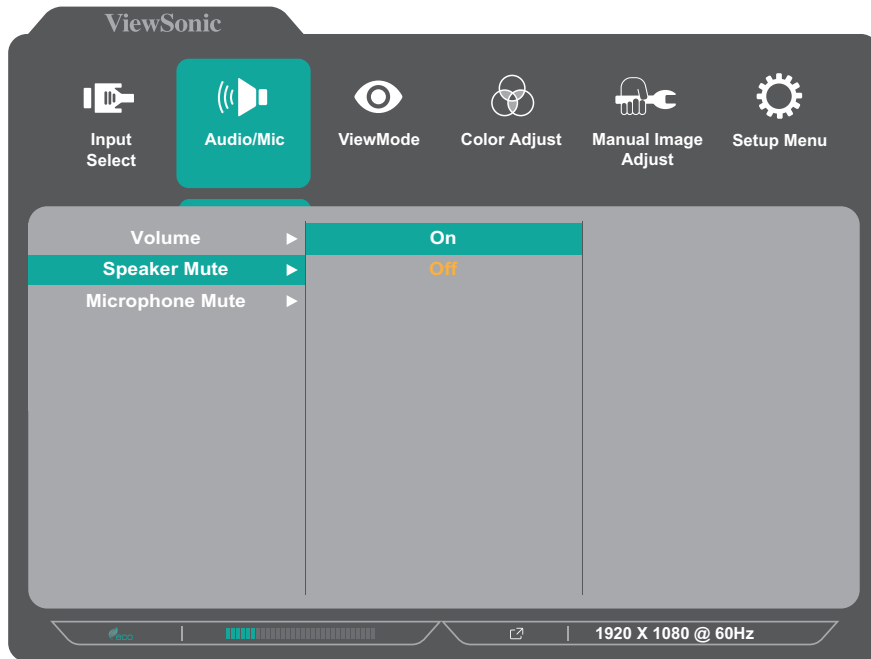 ViewSonic
Input
Select
Audio/Mic
ViewMode
Color Adjust
Manual Image
Adjust
Setup Menu
Volume
On
Speaker Mute
Off
Microphone Mute
eco
1920 X 1080 @ 60Hz